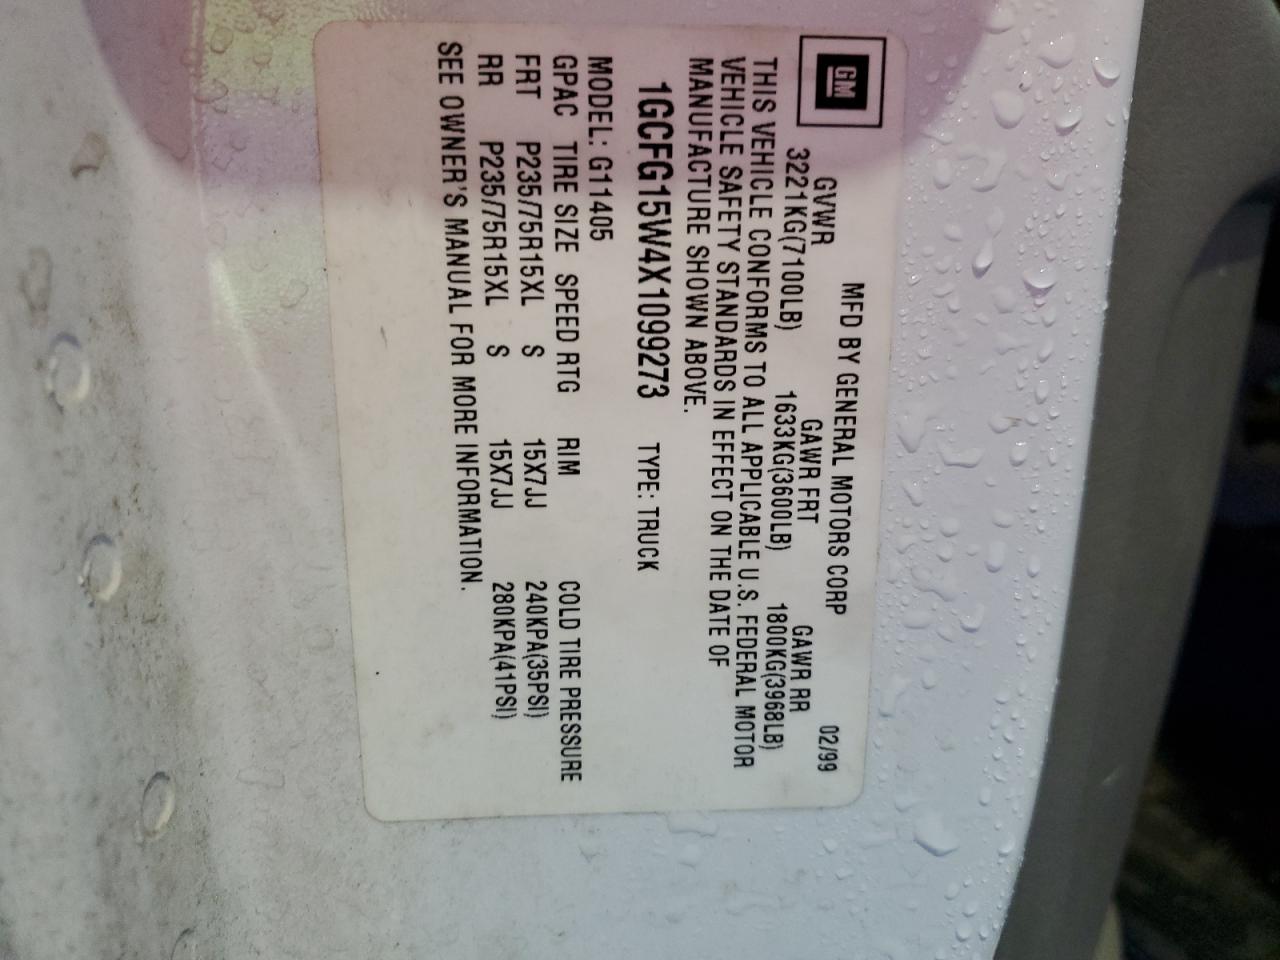 GM
MFD BY GENERAL MOTORS CORP 02/99
GVWR GAWR FRT GAWR RR
3221KG(7100LB) 1633KG(3600LB) 1800KG(3968LB)
THIS VEHICLE CONFORMS TO ALL APPLICABLE U.S. FEDERAL MOTOR
VEHICLE SAFETY STANDARDS IN EFFECT ON THE DATE OF
MANUFACTURE SHOWN ABOVE.
1GCFG15W4X1099273 TYPE: TRUCK
MODEL: G11405
GPAC TIRE SIZE SPEED RTG RIM COLD TIRE PRESSURE
FRT P235/75R15XL S 15X7JJ 240KPA(35PSI)
RR P235/75R15XL S 15X7JJ 280KPA(41PSI)
SEE OWNER'S MANUAL FOR MORE INFORMATION.